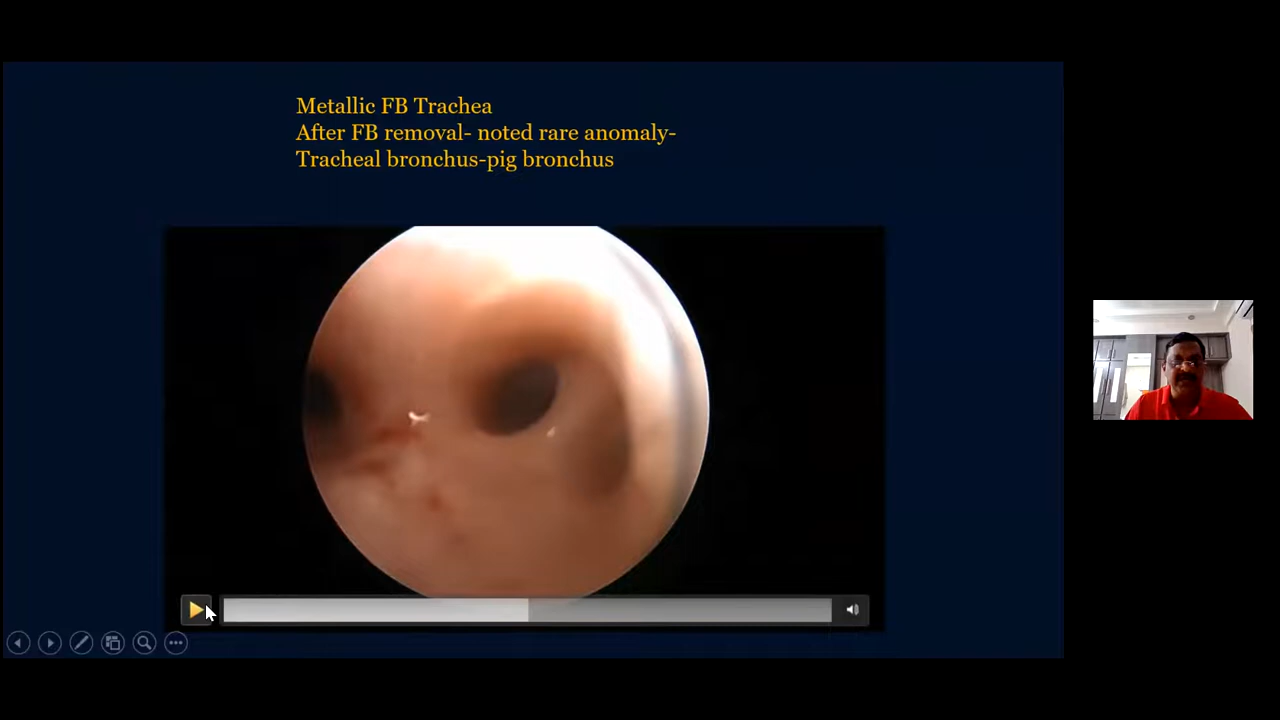 Metallic FB Trachea
After FB removal- noted rare anomaly-
Tracheal bronchus-pig bronchus